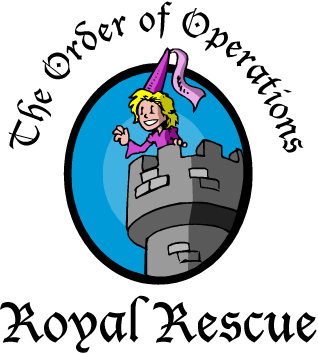 The Order of Operations
Royal Rescue